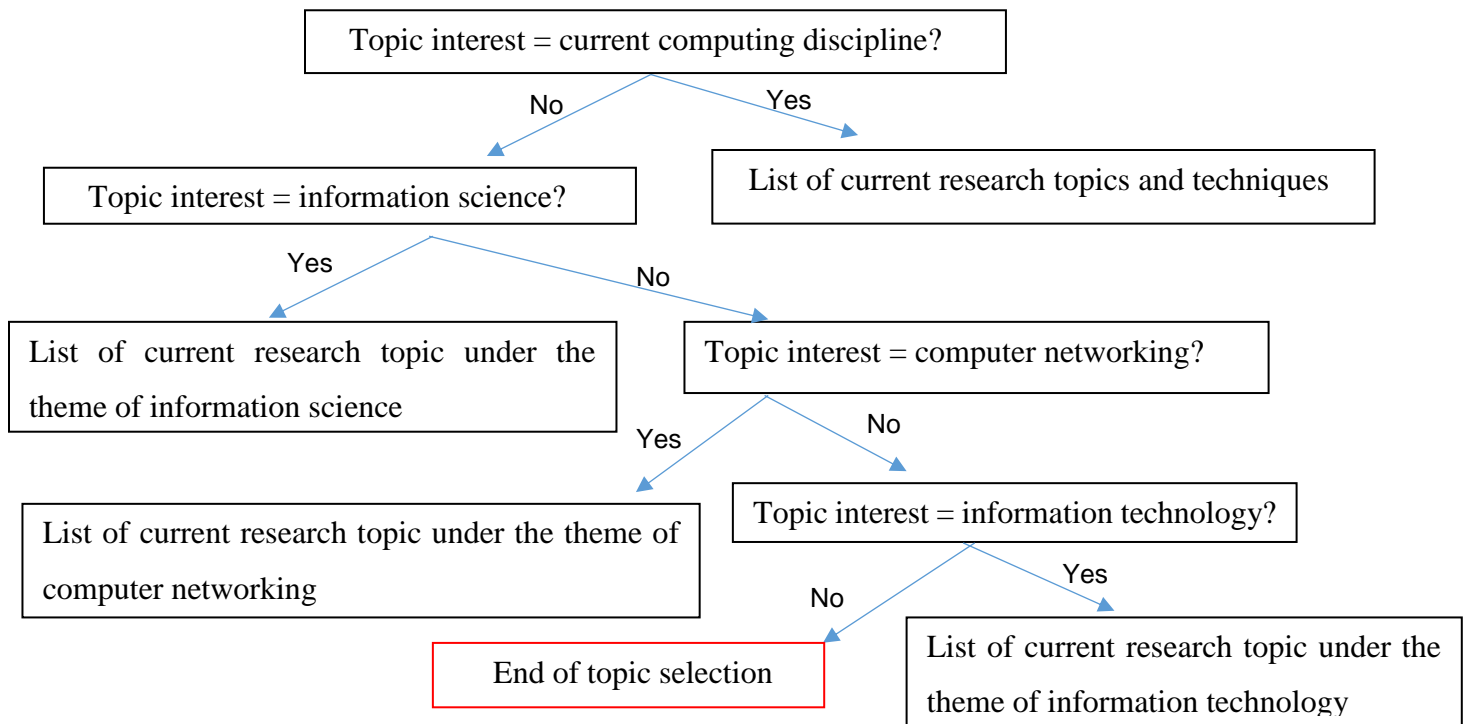 Topic interest = current computing discipline?
No
Yes
Topic interest = information science?
List of current research topics and techniques
Yes
No
List of current research topic under the
theme of information science
Topic interest = computer networking?
Yes
No
List of current research topic under the theme of
computer networking
Topic interest = information technology?
No
Yes
End of topic selection
List of current research topic under the
theme of information technology